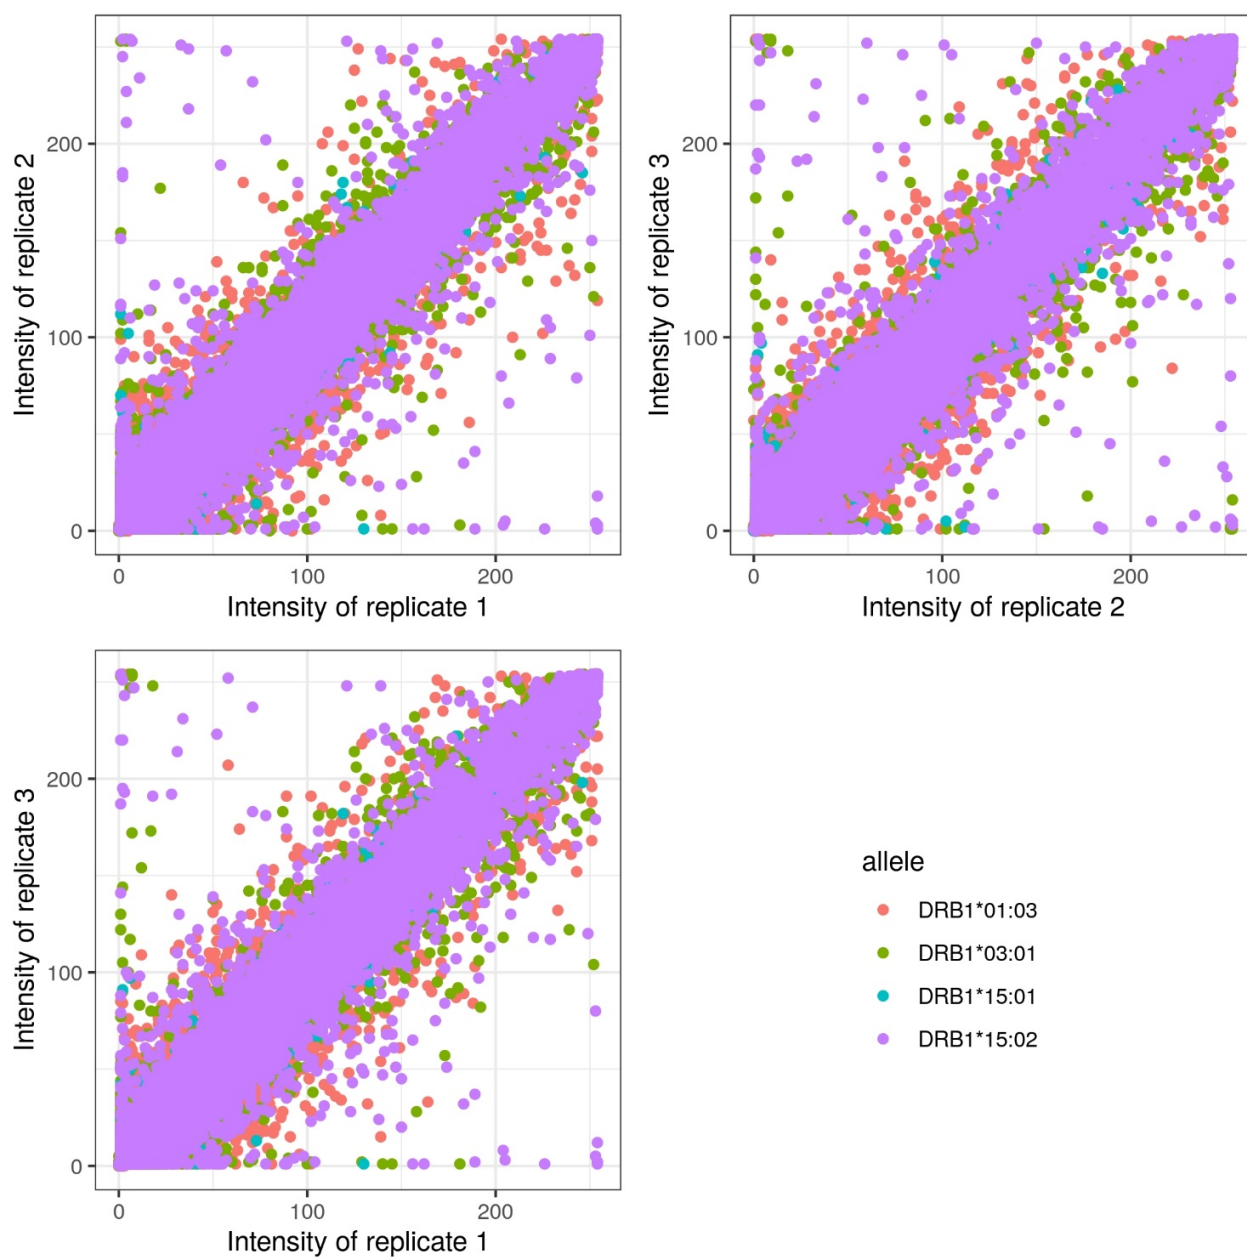 Intensity of replicate 2
200
100
0
0
100
200
Intensity of replicate 1
Intensity of replicate 3
200
100
0
0
100
200
Intensity of replicate 2
Intensity of replicate 3
200
100
0
0
100
200
Intensity of replicate 1
allele
DRB1*01:03
DRB1*03:01
DRB1*15:01
DRB1*15:02